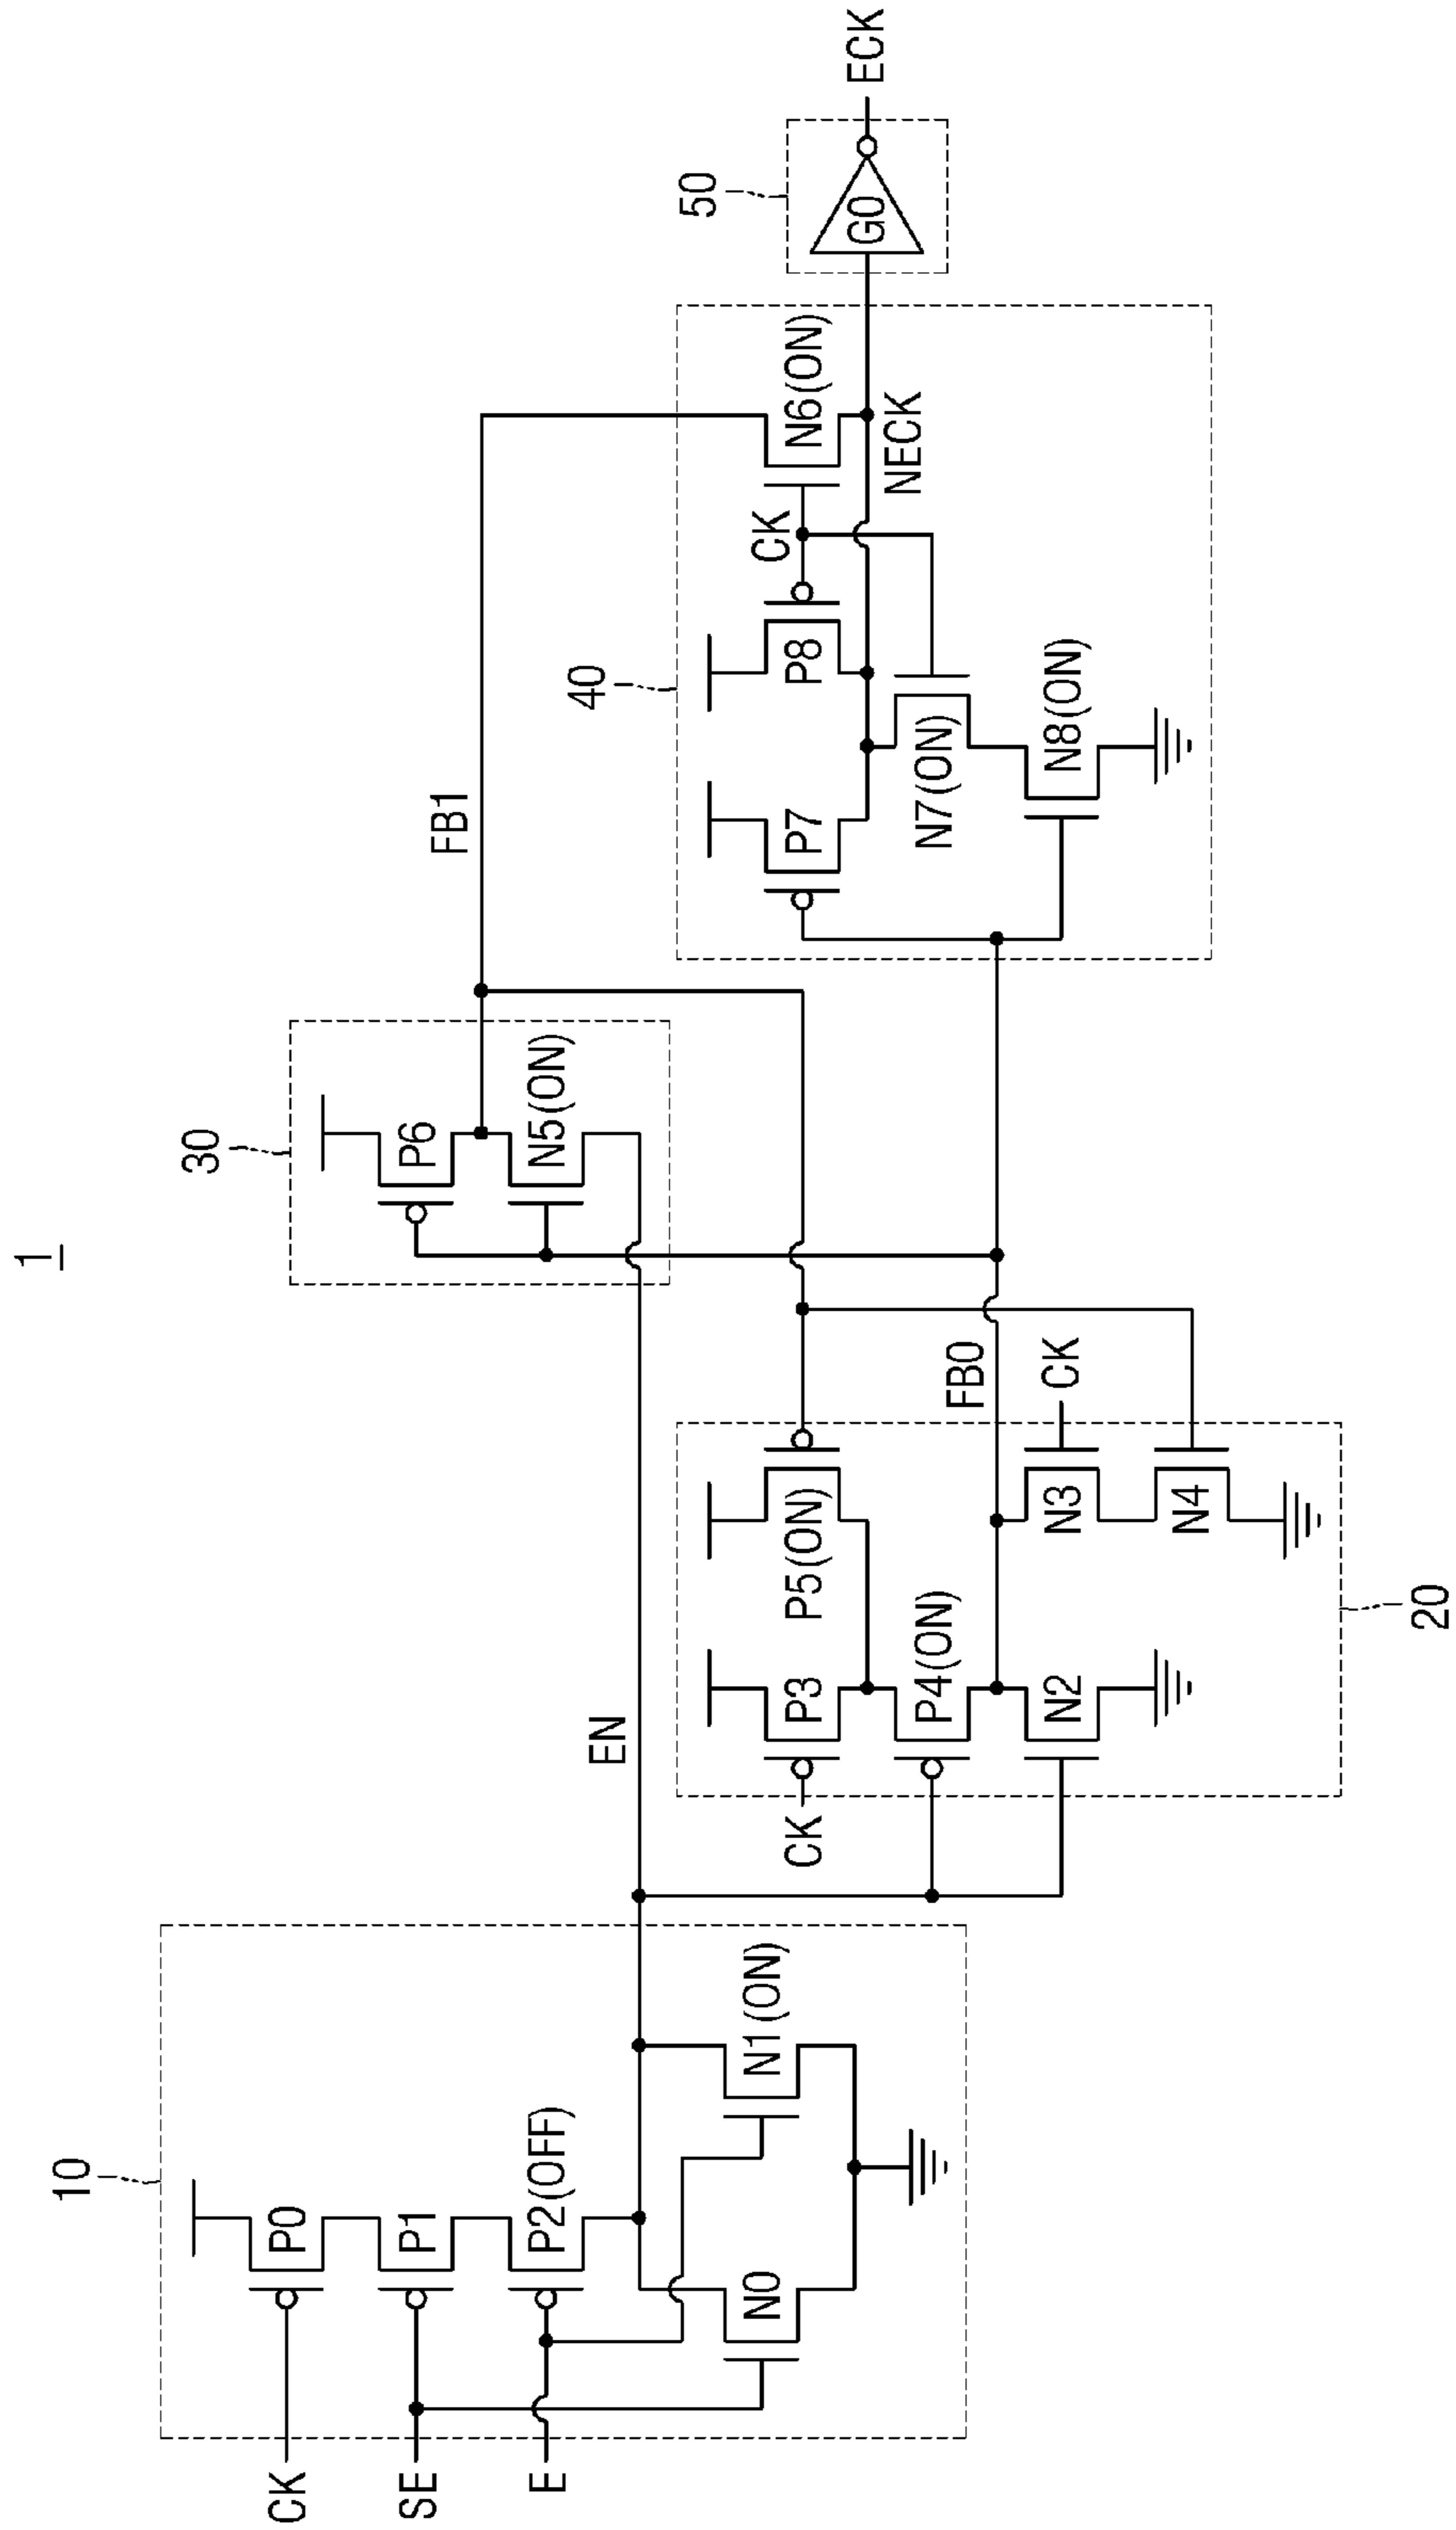 1
10
CK
SE
E
P0
P1
P2(OFF)
N0
N1(ON)
EN
20
CK
P3
P4(ON)
N2
P5(ON)
FB0
CK
N3
N4
30
P6
N5(ON)
FB1
40
P7
P8
CK
N6(ON)
NECK
N7(ON)
N8(ON)
50
G0
ECK